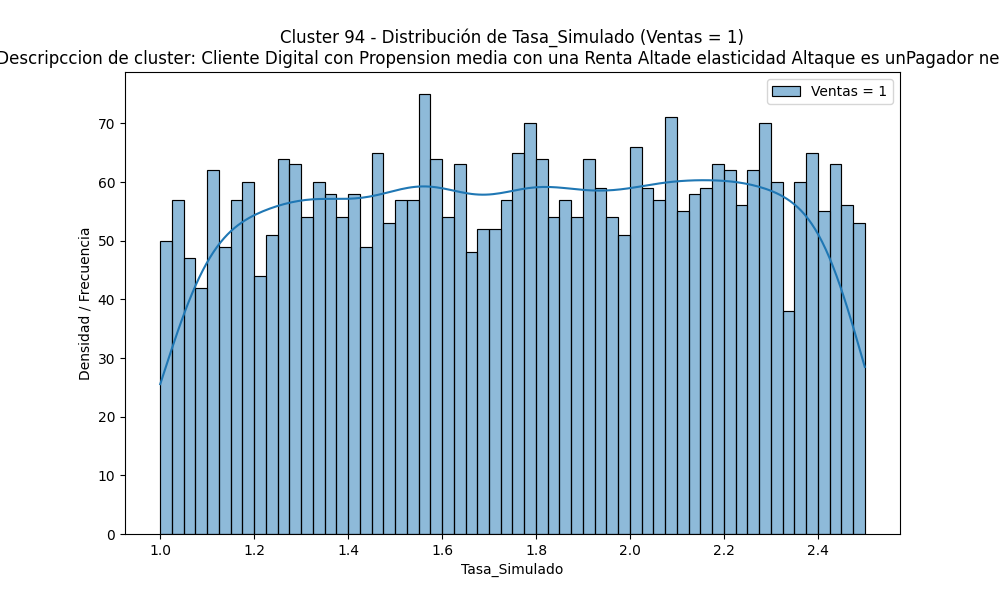 Cluster 94 - Distribución de Tasa_Simulado (Ventas = 1)
Descripccion de cluster: Cliente Digital con Propension media con una Renta Altade elasticidad Altaque es unPagador ne
Ventas = 1
Densidad / Frecuencia
70
60
50
40
30
20
10
0
1.0 1.2 1.4 1.6 1.8 2.0 2.2 2.4
Tasa_Simulado